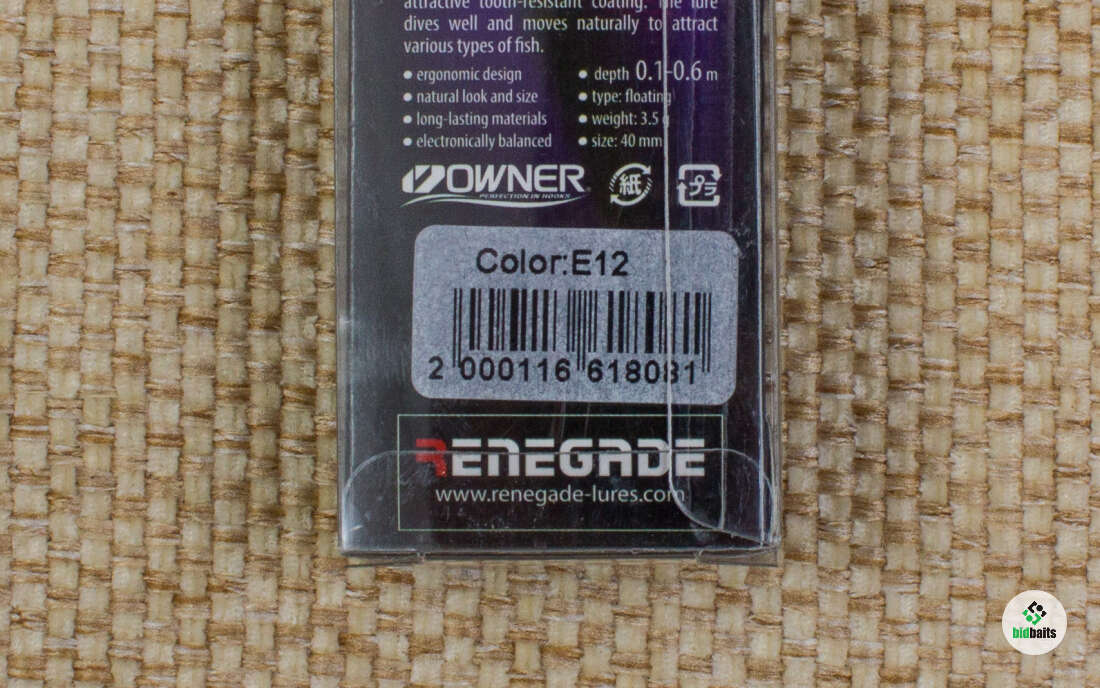 attractive tooth-resistant coating. The lure
dives well and moves naturally to attract
various types of fish.
● ergonomic design
● natural look and size
● long-lasting materials
● electronically balanced
● depth 0.1-0.6 m
● type: floating
● weight: 3.5 g
● size: 40 mm
OWNER
PERFECTION IN HOOKS
紙
プラ
Color:E12
2 000116 618081
RENEGADE
www.renegade-lures.com
bidbaits